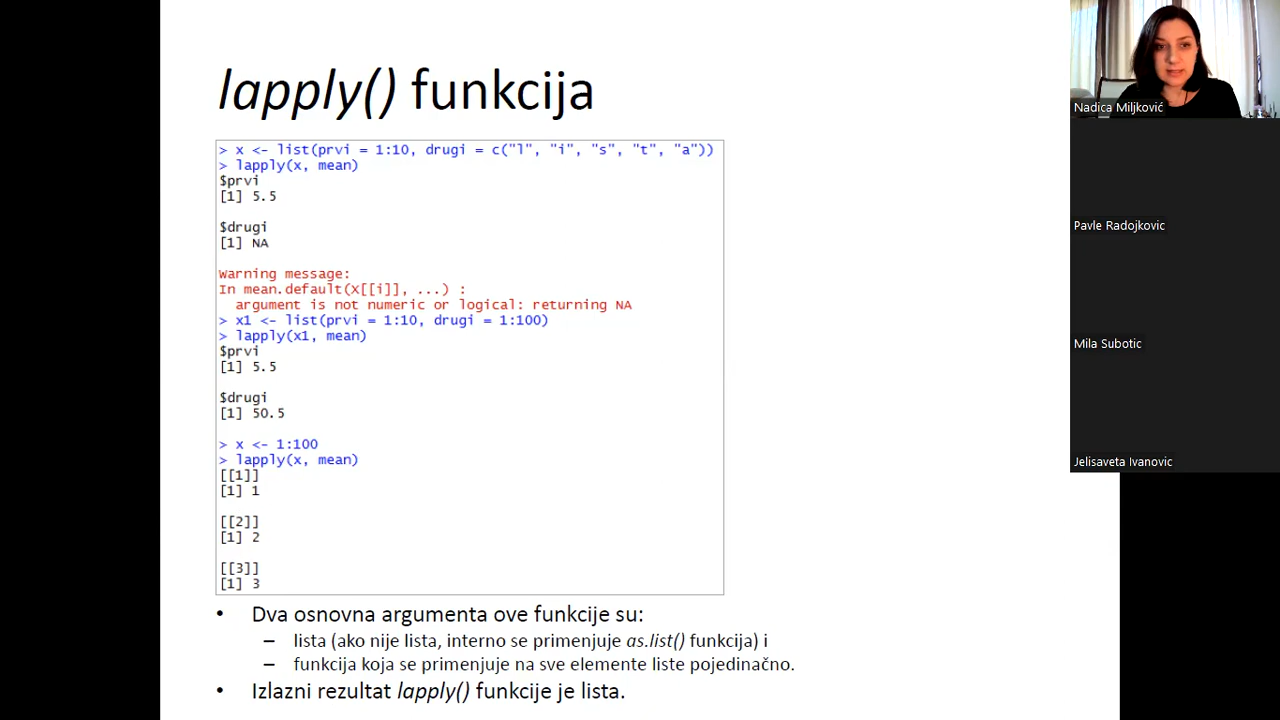 lapply() funkcija
> x <- list(prvi = 1:10, drugi = c("l", "i", "s", "t", "a"))
> lapply(x, mean)
$prvi
[1] 5.5
$drugi
[1] NA
Warning message:
In mean.default(X[[i]], ...) :
argument is not numeric or logical: returning NA
> x1 <- list(prvi = 1:10, drugi = 1:100)
> lapply(x1, mean)
$prvi
[1] 5.5
$drugi
[1] 50.5
> x <- 1:100
> lapply(x, mean)
[[1]]
[1] 1
[[2]]
[1] 2
[[3]]
[1] 3
• Dva osnovna argumenta ove funkcije su:
– lista (ako nije lista, interno se primenjuje as.list() funkcija) i
– funkcija koja se primenjuje na sve elemente liste pojedinačno.
• Izlazni rezultat lapply() funkcije je lista.
Nadica Miljković
Pavle Radojkovic
Mila Subotic
Jelisaveta Ivanovic